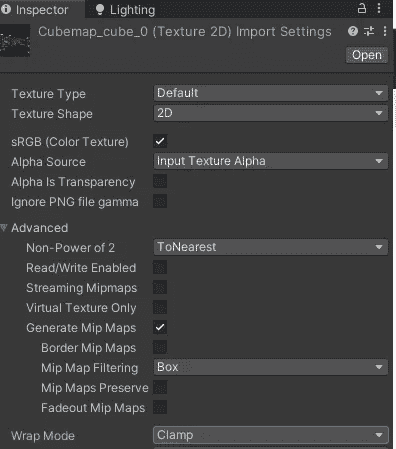 Inspector Lighting
Cubemap_cube_0 (Texture 2D) Import Settings
Open
Texture Type Default
Texture Shape 2D
sRGB (Color Texture)
Alpha Source Input Texture Alpha
Alpha Is Transparency
Ignore PNG file gamma
Advanced
Non-Power of 2 ToNearest
Read/Write Enabled
Streaming Mipmaps
Virtual Texture Only
Generate Mip Maps
Border Mip Maps
Mip Map Filtering Box
Mip Maps Preserve
Fadeout Mip Maps
Wrap Mode Clamp